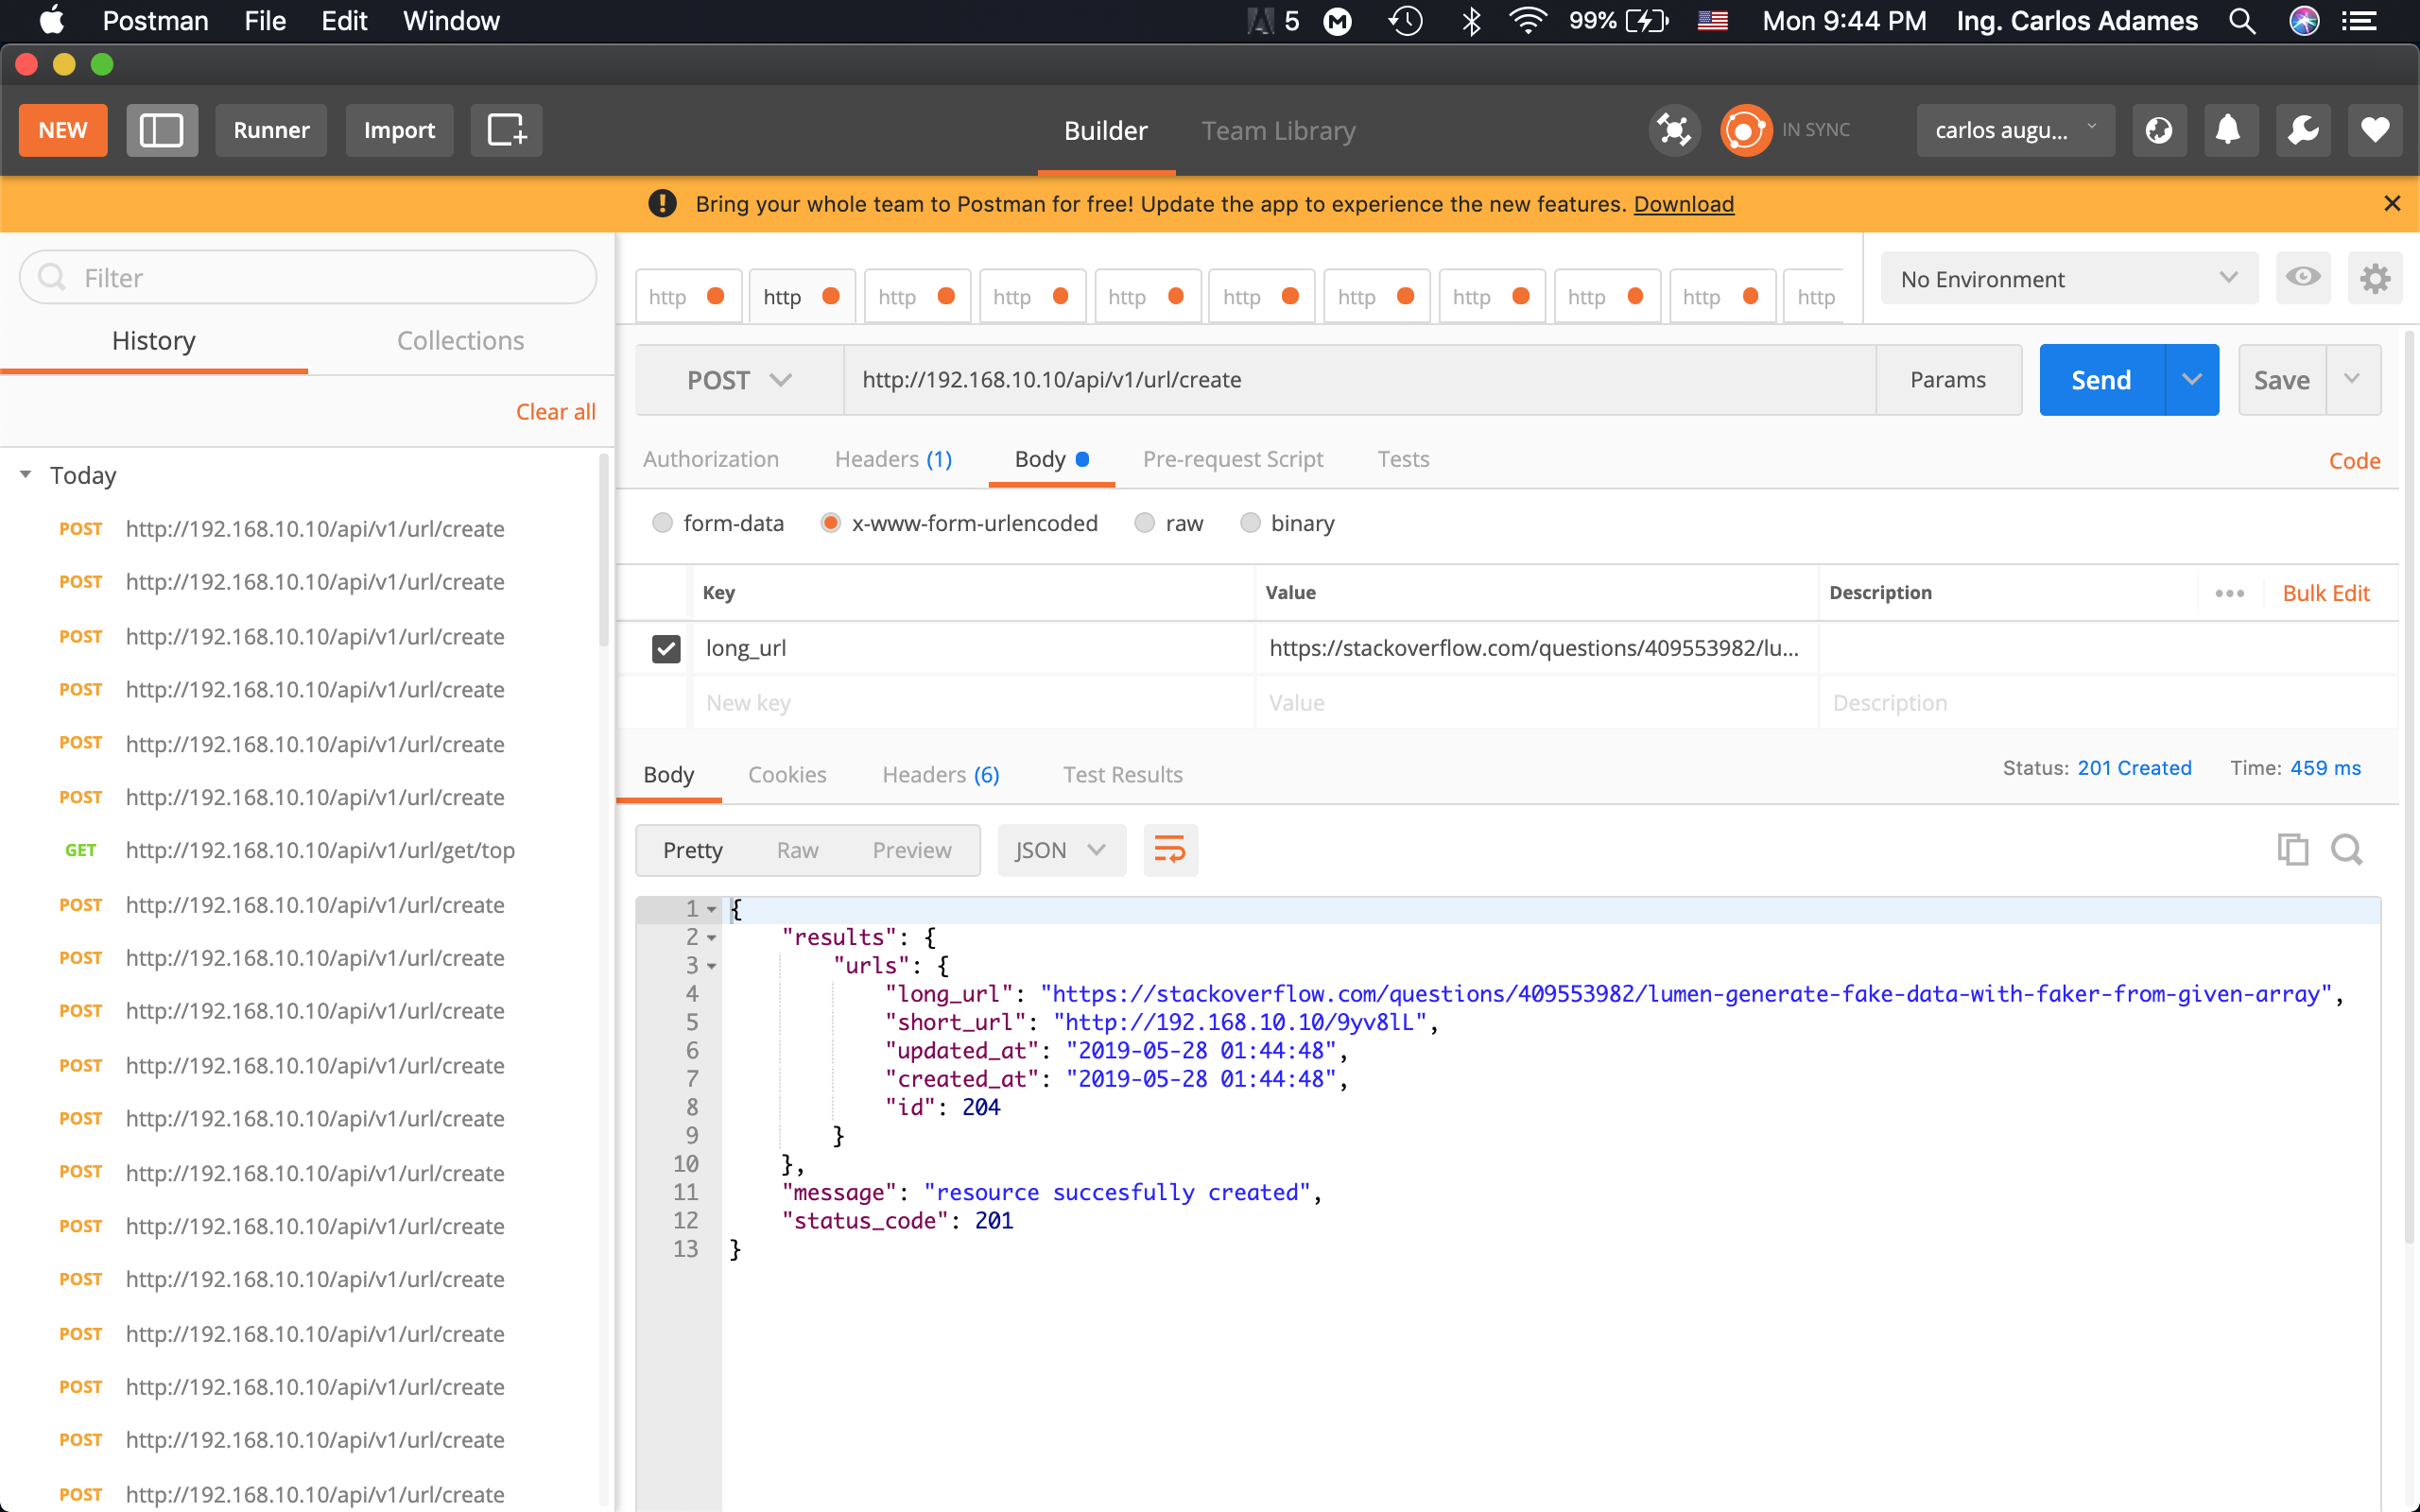 Postman File Edit Window 5 99% Mon 9:44 PM Ing. Carlos Adames
NEW Runner Import Builder Team Library IN SYNC carlos augu...
Bring your whole team to Postman for free! Update the app to experience the new features. Download
Filter
History Collections
Clear all
Today
POST http://192.168.10.10/api/v1/url/create
POST http://192.168.10.10/api/v1/url/create
POST http://192.168.10.10/api/v1/url/create
POST http://192.168.10.10/api/v1/url/create
POST http://192.168.10.10/api/v1/url/create
POST http://192.168.10.10/api/v1/url/create
GET http://192.168.10.10/api/v1/url/get/top
POST http://192.168.10.10/api/v1/url/create
POST http://192.168.10.10/api/v1/url/create
POST http://192.168.10.10/api/v1/url/create
POST http://192.168.10.10/api/v1/url/create
POST http://192.168.10.10/api/v1/url/create
POST http://192.168.10.10/api/v1/url/create
POST http://192.168.10.10/api/v1/url/create
POST http://192.168.10.10/api/v1/url/create
POST http://192.168.10.10/api/v1/url/create
POST http://192.168.10.10/api/v1/url/create
POST http://192.168.10.10/api/v1/url/create
POST http://192.168.10.10/api/v1/url/create
http http http http http http http http http http http
No Environment
POST http://192.168.10.10/api/v1/url/create Params Send Save
Authorization Headers (1) Body Pre-request Script Tests Code
form-data x-www-form-urlencoded raw binary
Key Value Description ••• Bulk Edit
long_url https://stackoverflow.com/questions/409553982/lu...
New key Value Description
Body Cookies Headers (6) Test Results Status: 201 Created Time: 459 ms
Pretty Raw Preview JSON
1 {
2 "results": {
3 "urls": {
4 "long_url": "https://stackoverflow.com/questions/409553982/lumen-generate-fake-data-with-faker-from-given-array",
5 "short_url": "http://192.168.10.10/9yv8lL",
6 "updated_at": "2019-05-28 01:44:48",
7 "created_at": "2019-05-28 01:44:48",
8 "id": 204
9 }
10 },
11 "message": "resource succesfully created",
12 "status_code": 201
13 }